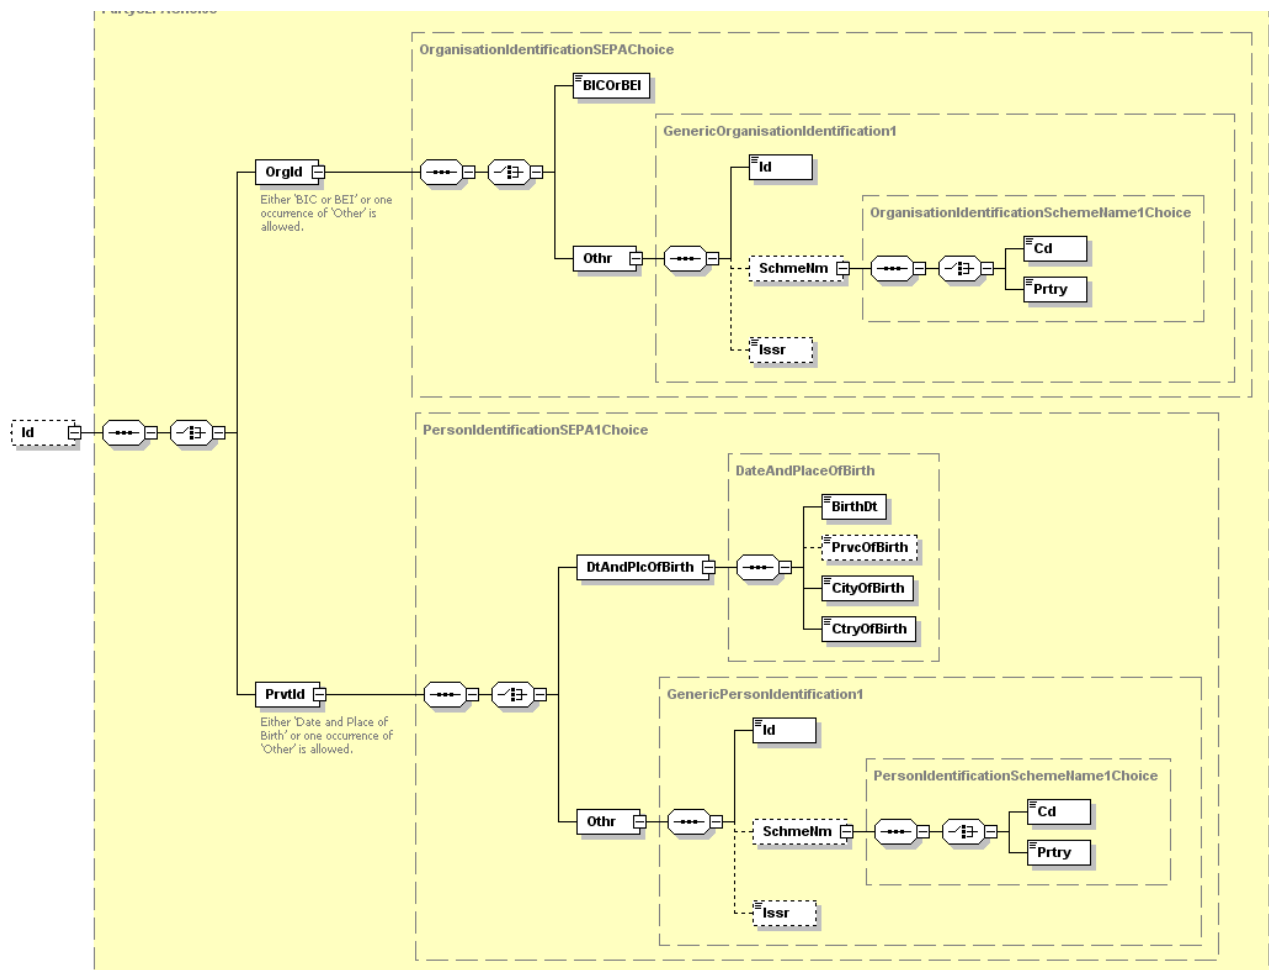 OrganisationIdentificationSEPAChoice
BICOrBEI
GenericOrganisationIdentification1
Id
OrgId
Either 'BIC or BEI' or one
occurrence of 'Other' is
allowed.
OrganisationIdentificationSchemeName1Choice
Othr
SchmeNm
Cd
Prtry
Issr
Id
PersonIdentificationSEPA1Choice
DateAndPlaceOfBirth
BirthDt
PrvcOfBirth
DtAndPlcOfBirth
CityOfBirth
CtryOfBirth
PrvtId
Either 'Date and Place of
Birth' or one occurrence of
'Other' is allowed.
GenericPersonIdentification1
Id
PersonIdentificationSchemeName1Choice
Othr
SchmeNm
Cd
Prtry
Issr